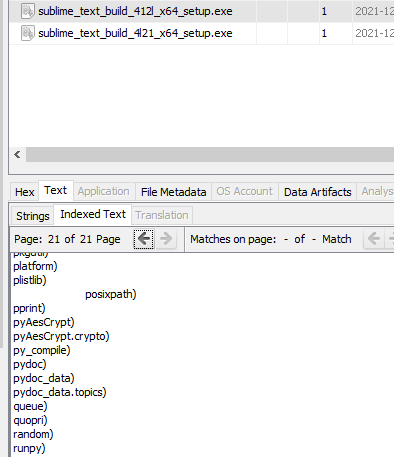 sublime_text_build_412l_x64_setup.exe 1 2021-12
sublime_text_build_4l21_x64_setup.exe 1 2021-12
Hex Text Application File Metadata OS Account Data Artifacts Analys
Strings Indexed Text Translation
Page: 21 of 21 Page Matches on page: - of - Match
pkgutil)
platform)
plistlib)
posixpath)
pprint)
pyAesCrypt)
pyAesCrypt.crypto)
py_compile)
pydoc)
pydoc_data)
pydoc_data.topics)
queue)
quopri)
random)
runpy)